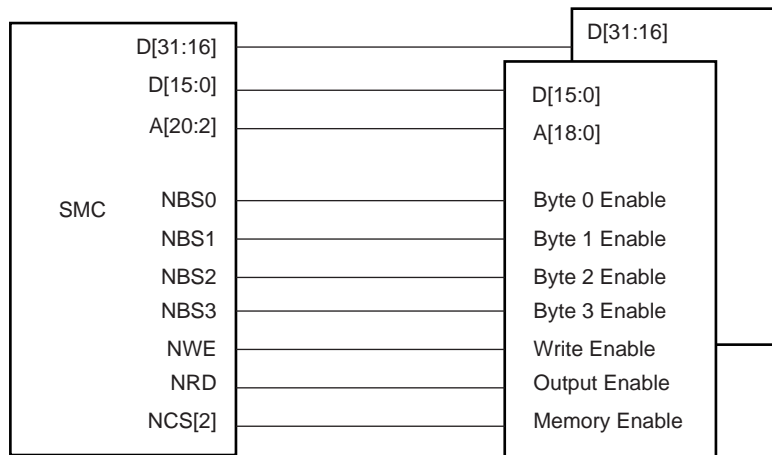 D[31:16] D[31:16]
D[15:0] D[15:0]
A[20:2] A[18:0]
SMC NBS0 Byte 0 Enable
NBS1 Byte 1 Enable
NBS2 Byte 2 Enable
NBS3 Byte 3 Enable
NWE Write Enable
NRD Output Enable
NCS[2] Memory Enable